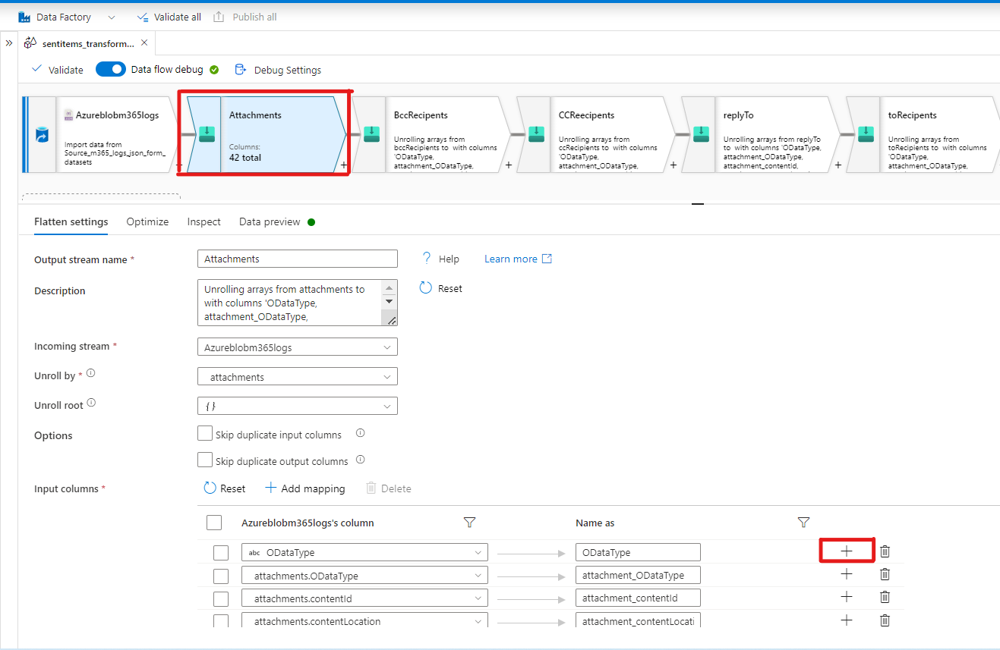 Data Factory
Validate all
Publish all
sentitems_transform...
Validate
Data flow debug
Debug Settings
Azureblobm365logs
Import data from
Source_m365_logs_json_form_
datasets
Attachments
Columns:
42 total
BccRecipents
Unrolling arrays from
bccRecipients to with columns
'ODataType,
attachment_ODataType,
CCReecipents
Unrolling arrays from
ccRecipients to with columns
'ODataType,
attachment_ODataType,
replyTo
Unrolling arrays from replyTo
to with columns 'ODataType,
attachment_ODataType,
attachment_contentId,
toRecipents
Unrolling arrays from
toRecipients to with columns
'ODataType,
attachment_ODataType,
Flatten settings
Optimize
Inspect
Data preview
Output stream name *
Attachments
? Help
Learn more
Description
Unrolling arrays from attachments to
with columns 'ODataType,
attachment_ODataType,
Reset
Incoming stream *
Azureblobm365logs
Unroll by *
attachments
Unroll root
{}
Options
Skip duplicate input columns
Skip duplicate output columns
Input columns *
Reset
+ Add mapping
Delete
Azureblobm365logs's column
Name as
abc ODataType
ODataType
attachments.ODataType
attachment_ODataType
attachments.contentId
attachment_contentId
attachments.contentLocation
attachment_contentLocati